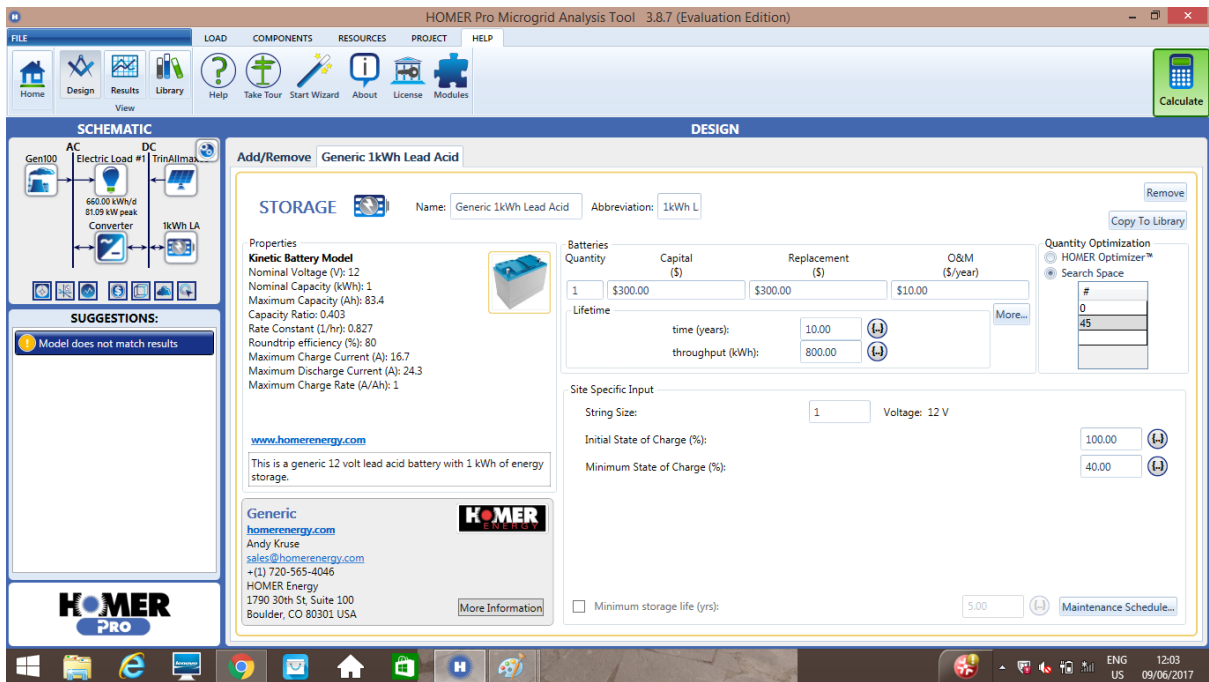 HOMER Pro Microgrid Analysis Tool 3.8.7 (Evaluation Edition)
FILE LOAD COMPONENTS RESOURCES PROJECT HELP
Home Design Results Library Help Take Tour Start Wizard About License Modules Calculate
View
SCHEMATIC
AC DC
Gen100 Electric Load #1
660.00 kWh/d
81.09 kW peak
Converter 1kWh LA
SUGGESTIONS:
Model does not match results
HOMER
PRO
DESIGN
Add/Remove Generic 1kWh Lead Acid
STORAGE Name: Generic 1kWh Lead Acid Abbreviation: 1kWh L
Remove
Copy To Library
Properties
Kinetic Battery Model
Nominal Voltage (V): 12
Nominal Capacity (kWh): 1
Maximum Capacity (Ah): 83.4
Capacity Ratio: 0.403
Rate Constant (1/hr): 0.827
Roundtrip efficiency (%): 80
Maximum Charge Current (A): 16.7
Maximum Discharge Current (A): 24.3
Maximum Charge Rate (A/Ah): 1
www.homerenergy.com
This is a generic 12 volt lead acid battery with 1 kWh of energy
storage.
Generic
homerenergy.com
Andy Kruse
sales@homerenergy.com
+(1) 720-565-4046
HOMER Energy
1790 30th St, Suite 100
Boulder, CO 80301 USA
HOMER
ENERGY
More Information
Batteries
Quantity Capital Replacement O&M
($) ($) ($/year)
1 $300.00 $300.00 $10.00
Lifetime
time (years): 10.00 {..}
throughput (kWh): 800.00 {..}
More...
Quantity Optimization
HOMER Optimizer™
Search Space
#
0
45
Site Specific Input
String Size: 1 Voltage: 12 V
Initial State of Charge (%): 100.00 {..}
Minimum State of Charge (%): 40.00 {..}
Minimum storage life (yrs): 5.00 {..} Maintenance Schedule...
ENG 12:03
US 09/06/2017